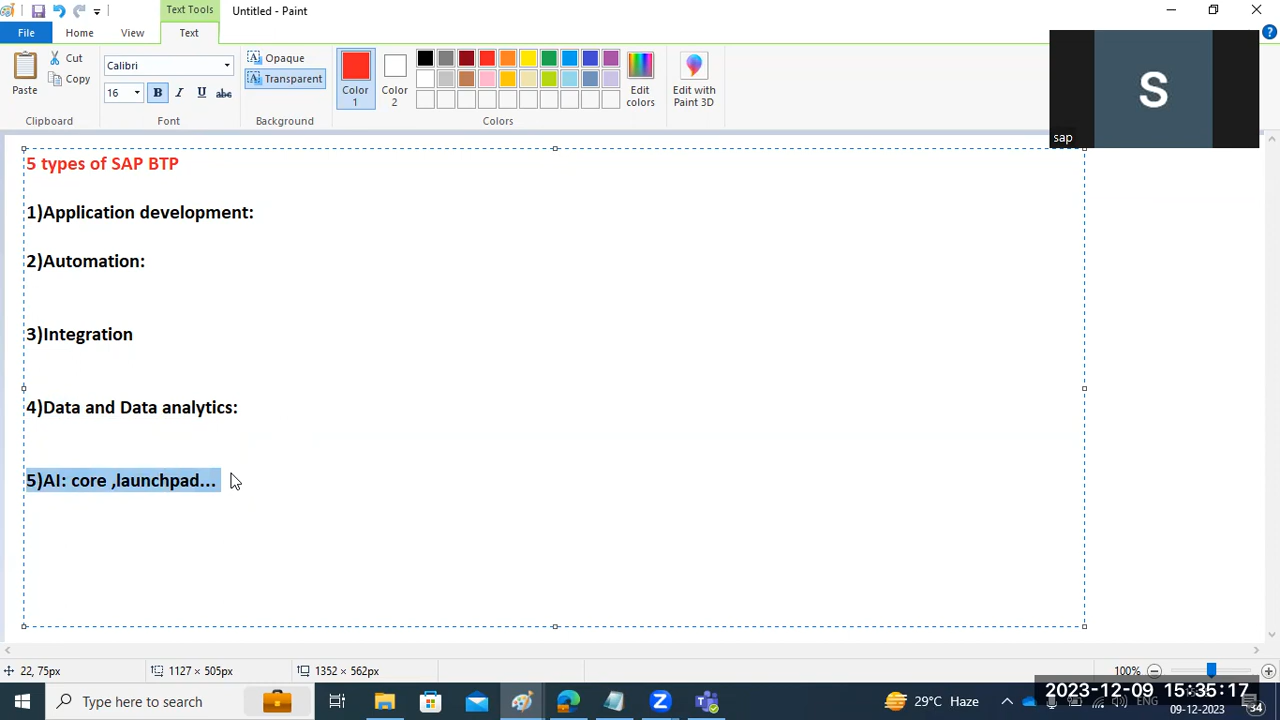 Text Tools
Untitled - Paint
File
Home
View
Text
Paste
Cut
Copy
Clipboard
Calibri
16
B
I
U
abc
Font
Opaque
Transparent
Background
Color
1
Color
2
Edit
colors
Edit with
Paint 3D
Colors
S
sap
5 types of SAP BTP
1)Application development:
2)Automation:
3)Integration
4)Data and Data analytics:
5)AI: core ,launchpad...
22, 75px
1127 × 505px
1352 × 562px
100%
Type here to search
29°C Haze
ENG
2023-12-09 15:35:17
09-12-2023
34